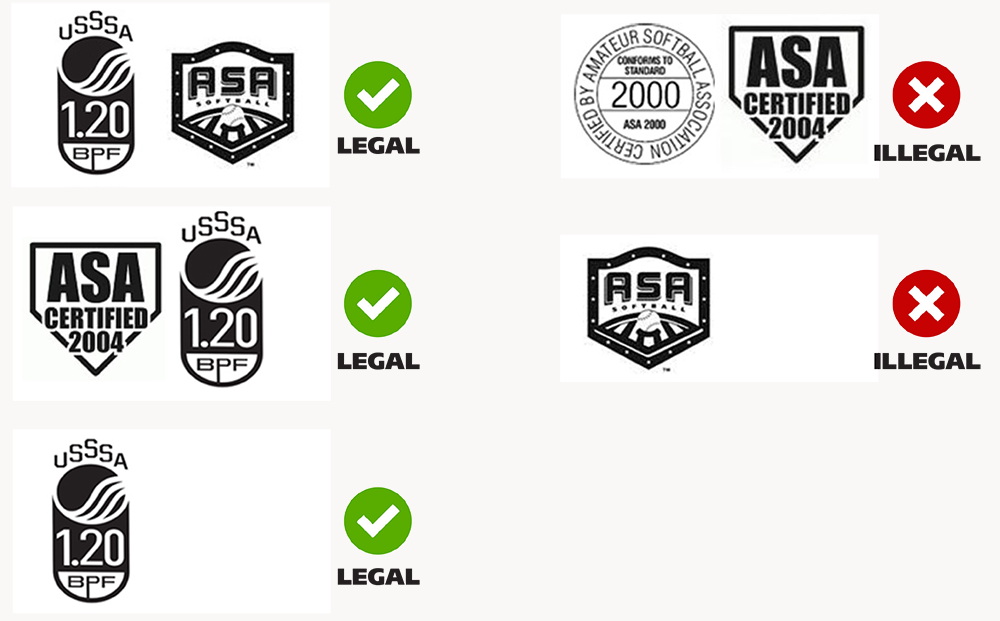 USSSA
1.20
BPF
ASA
SOFTBALL
TM
LEGAL
CERTIFIED BY AMATEUR SOFTBALL ASSOCIATION
CONFORMS TO
STANDARD
2000
ASA 2000
ASA
CERTIFIED
2004
ILLEGAL
ASA
CERTIFIED
2004
USSSA
1.20
BPF
LEGAL
ASA
SOFTBALL
TM
ILLEGAL
USSSA
1.20
BPF
LEGAL